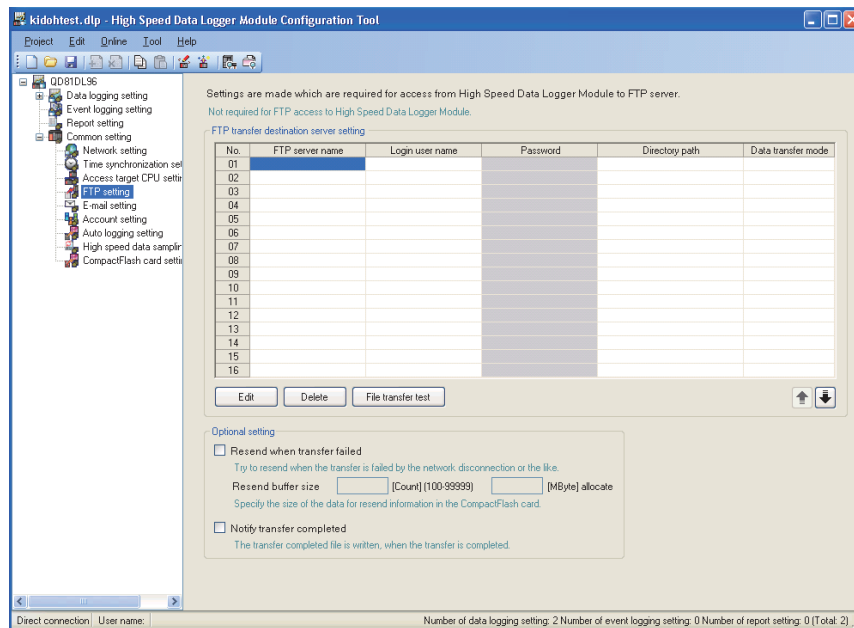 kidohtest.dlp - High Speed Data Logger Module Configuration Tool
Project Edit Online Tool Help
QD81DL96
Data logging setting
Event logging setting
Report setting
Common setting
Network setting
Time synchronization set
Access target CPU settin
FTP setting
E-mail setting
Account setting
Auto logging setting
High speed data samplin
CompactFlash card settin
Settings are made which are required for access from High Speed Data Logger Module to FTP server.
Not required for FTP access to High Speed Data Logger Module.
FTP transfer destination server setting
No. FTP server name Login user name Password Directory path Data transfer mode
01
02
03
04
05
06
07
08
09
10
11
12
13
14
15
16
Edit Delete File transfer test
Optional setting
Resend when transfer failed
Try to resend when the transfer is failed by the network disconnection or the like.
Resend buffer size [Count] (100-99999) [MByte] allocate
Specify the size of the data for resend information in the CompactFlash card.
Notify transfer completed
The transfer completed file is written, when the transfer is completed.
Direct connection User name: Number of data logging setting: 2 Number of event logging setting: 0 Number of report setting: 0 (Total: 2)